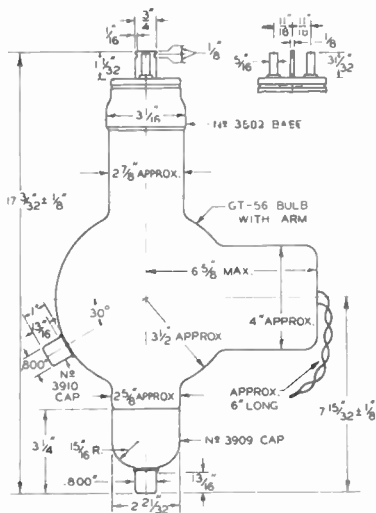 3/4"
1/16"
1/8"
11/16" 11/16"
1/8"
5/16"
31/32"
3 1/16"
Nº 3602 BASE
2 7/8" APPROX.
17 3/32" ± 1/8"
GT-56 BULB
WITH ARM
6 5/8" MAX.
30°
4" APPROX.
3 1/2" APPROX
1"
13/16"
.800"
Nº
3910
CAP
2 5/8" APPROX
APPROX.
6" LONG
7 15/32" ± 1/8"
3 1/4"
15/16" R.
Nº 3909 CAP
.800"
13/16"
2 21/32"